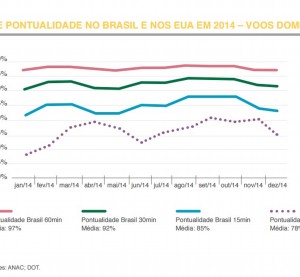 E PONTUALIDADE NO BRASIL E NOS EUA EM 2014 – VOOS DOM
jan/14 fev/14 mar/14 abr/14 mai/14 jun/14 jul/14 ago/14 set/14 out/14 nov/14 dez/14
Pontualidade Brasil 60min Pontualidade Brasil 30min Pontualidade Brasil 15min Pontualidade
Média: 97% Média: 92% Média: 85% Média: 78%
es: ANAC; DOT.